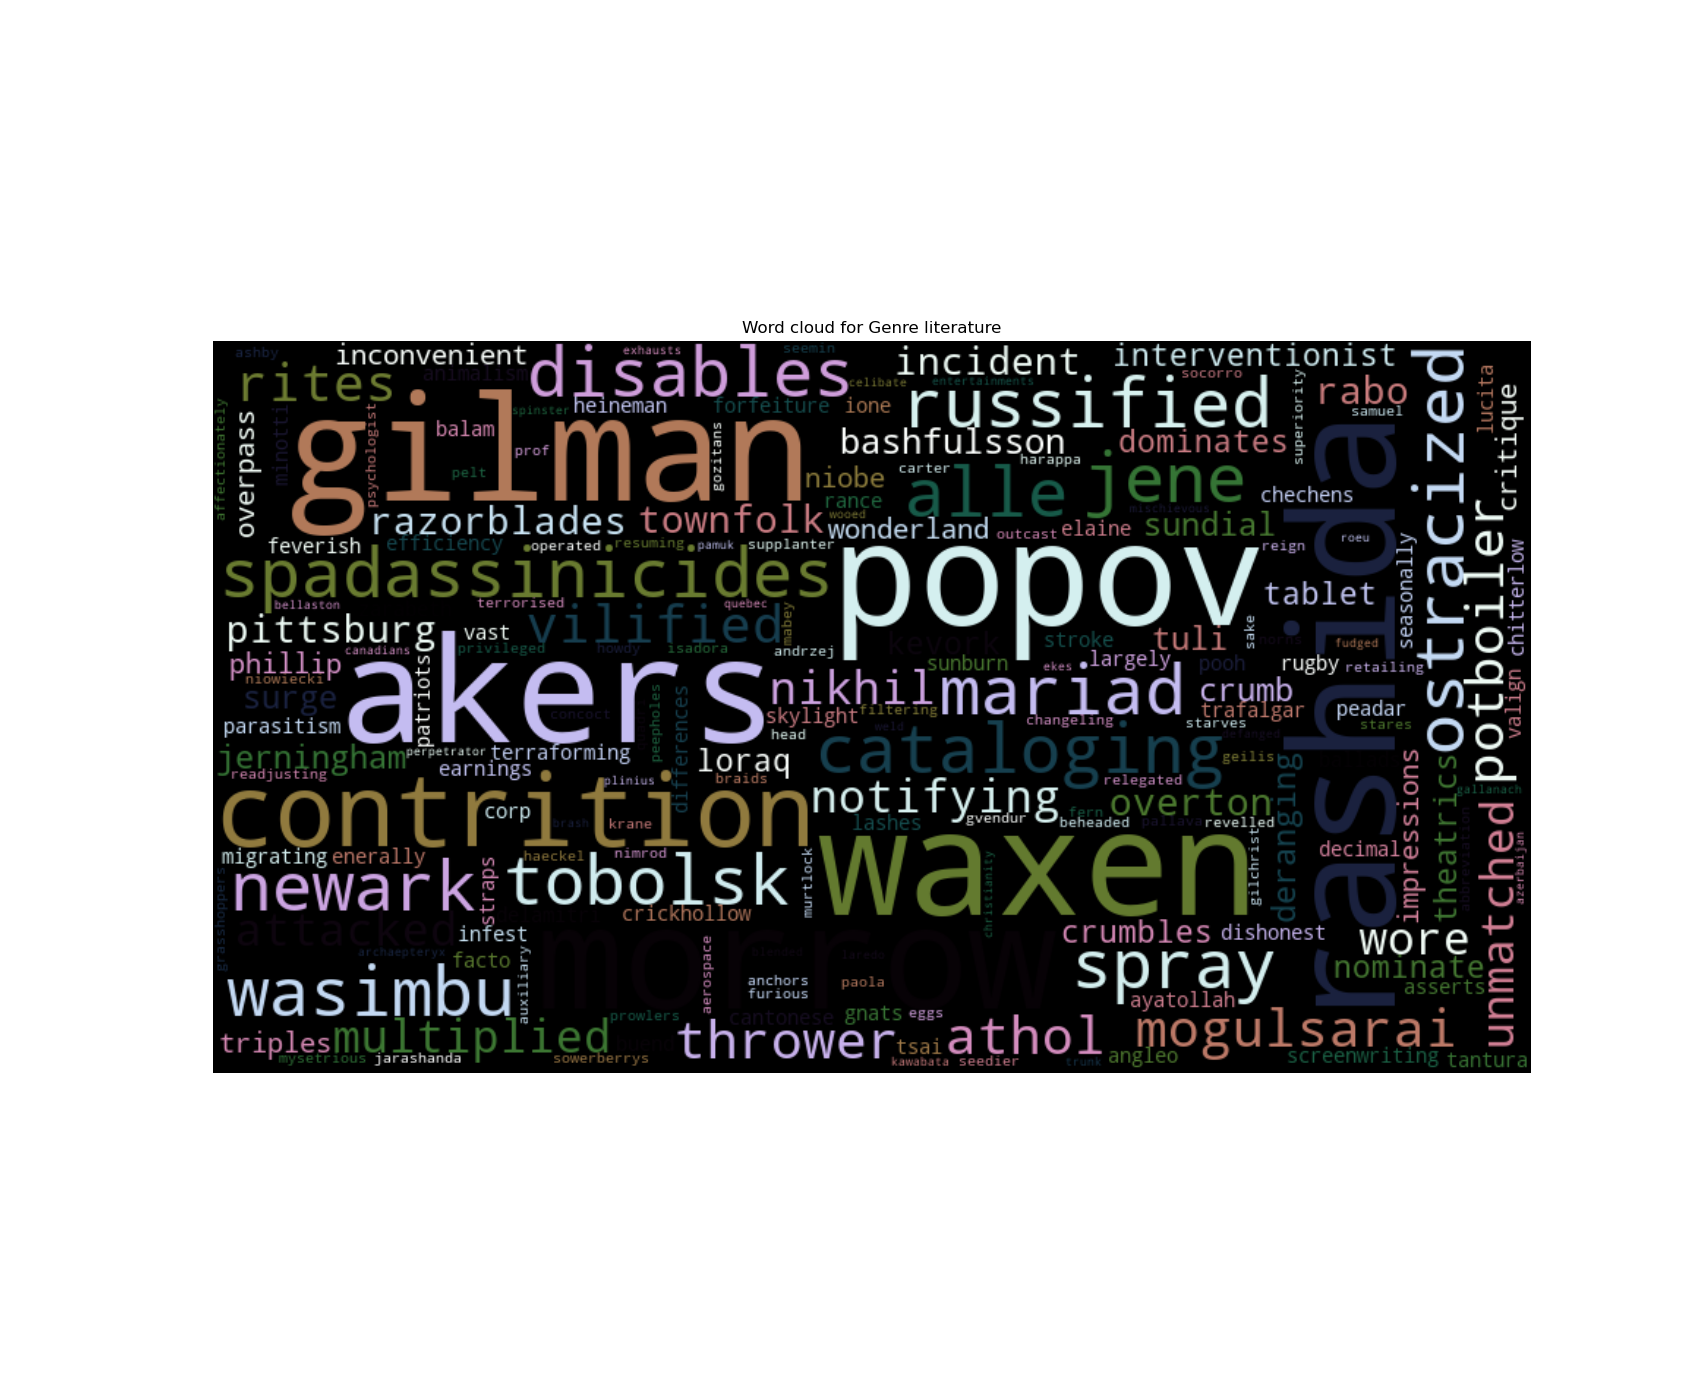 Word cloud for Genre literature
ashby
inconvenient
exhausts
seemin
incident
interventionist
rites
animalism
disables
celibate
entertainments
socorro
affectionately
overpass
minotti
psychologist
gilman
spinster
heineman
forfeiture
ione
russified
superiority
rabo
samuel
ostracized
lucita
critique
balam
prof
pelt
gozitans
bashfulsson
dominates
niobe
carter
harappa
alle
jene
chechens
rance
wooed
mischievous
razorblades
townfolk
wonderland
outcast
elaine
sundial
rashida
feverish
efficiency
operated
resuming
pamuk
supplanter
reign
roeu
seasonally
potboiler
chitterlow
spadassinicides
popov
tablet
bellaston
terrorised
quebec
mabey
pittsburg
vast
vilified
privileged
howdy
isadora
andrzej
kevork
stroke
tuli
sake
horns
fudged
canadians
phillip
niowiecki
patriots
akers
sunburn
ekes
largely
pooh
rugby
retailing
surge
nikhil
mariad
crumb
valign
parasitism
concoct
peepholes
differences
skylight
filtering
changeling
trafalgar
peadar
starves
stares
head
weld
defanged
jerningham
perpetrator
terraforming
loraq
cataloging
geilis
readjusting
earnings
plinius
braids
relegated
deranging
impressions
theatrics
gallanach
contrition
corp
brash
krane
notifying
fern
overton
lashes
gvendur
beheaded
pallava
revelled
unmatched
abbreviation
azerbaijan
migrating
enerally
haeckel
nimrod
murtlock
waxen
christianity
gilchrist
decimal
grasshoppers
newark
straps
tobolsk
attacked
crickhollow
infest
archaepteryx
facto
morrow
crumbles
dishonest
wore
aerospace
laredo
anchors
furious
paola
spray
nominate
asserts
wasimbu
auxiliary
ayatollah
prowlers
cantonese
gnats
eggs
triples
multiplied
thrower
tsai
athol
mogulsarai
mysetrious
jarashanda
sowerberrys
kawabata
seedier
trunk
angleo
screenwriting
tantura